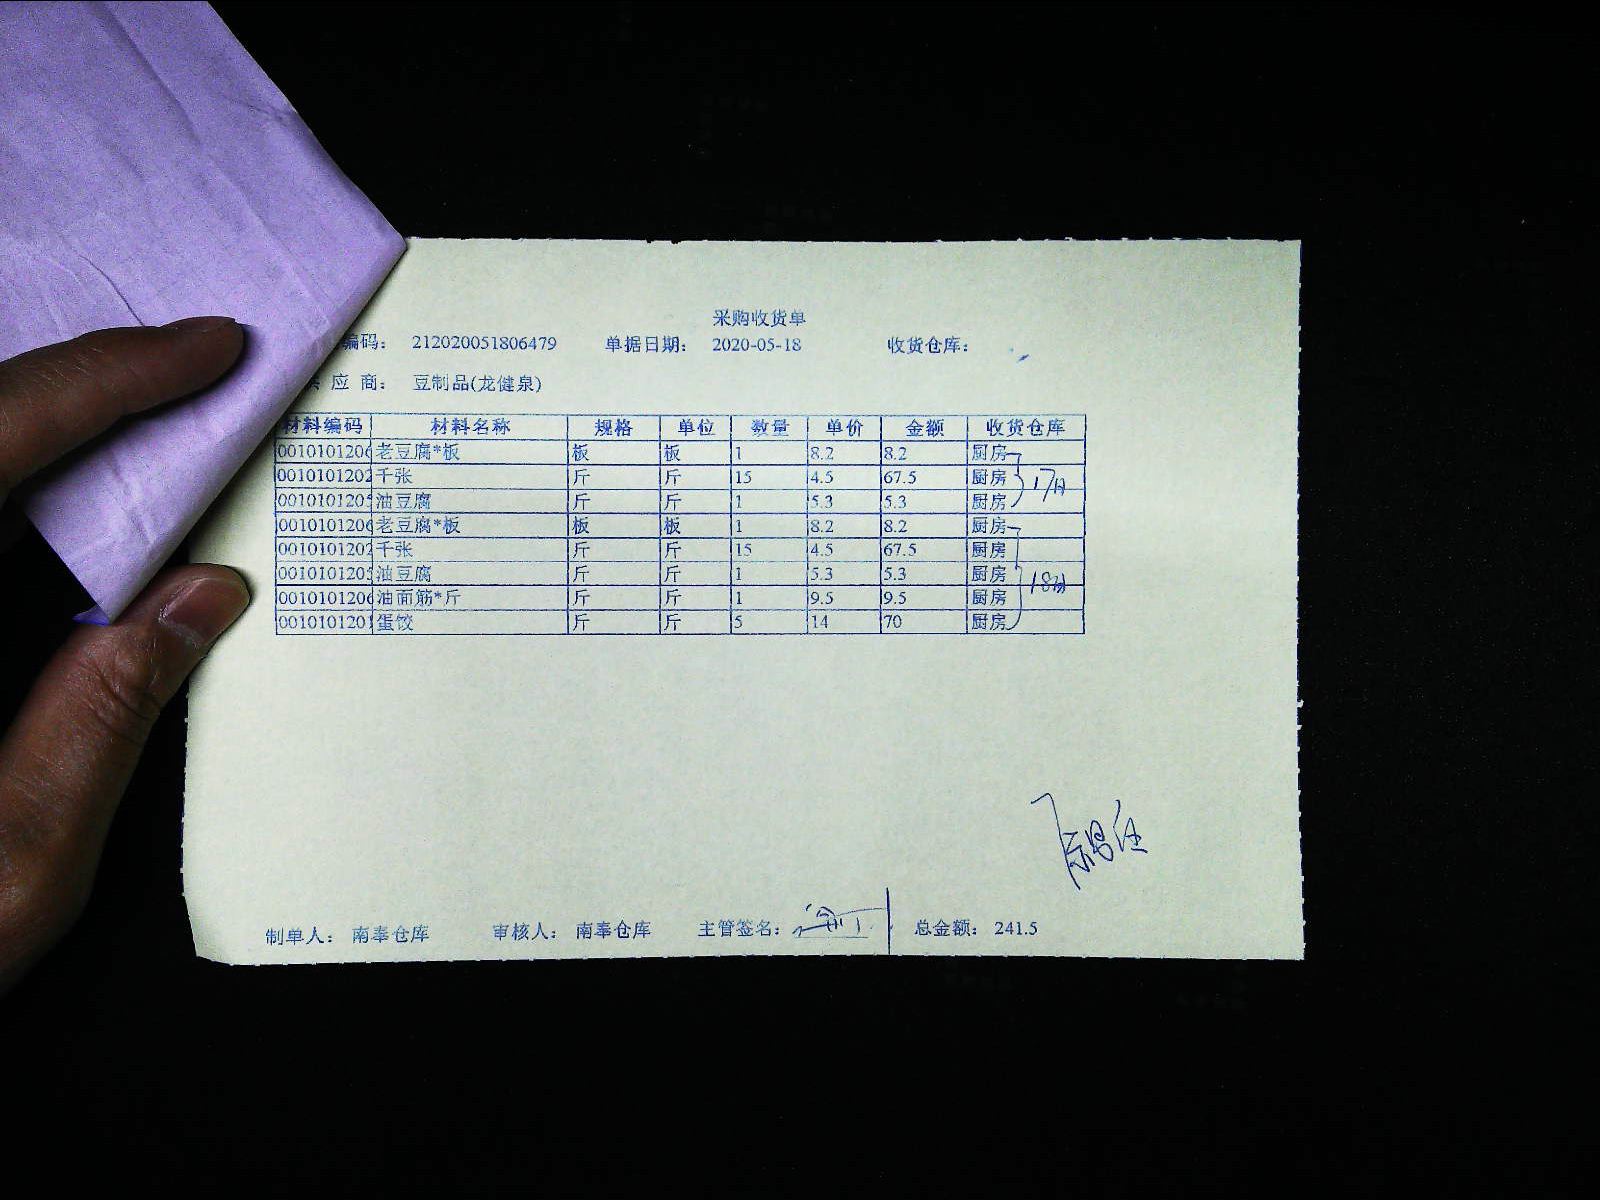 采购收货单
编码： 212020051806479 单据日期： 2020-05-18 收货仓库：
应 商： 豆制品(龙健泉)
材料编码 材料名称 规格 单位 数量 单价 金额 收货仓库
0010101206 老豆腐*板 板 板 1 8.2 8.2 厨房
0010101202 千张 斤 斤 15 4.5 67.5 厨房 17日
0010101205 油豆腐 斤 斤 1 5.3 5.3 厨房
0010101206 老豆腐*板 板 板 1 8.2 8.2 厨房
0010101202 千张 斤 斤 15 4.5 67.5 厨房
0010101205 油豆腐 斤 斤 1 5.3 5.3 厨房 18日
0010101206 油面筋*斤 斤 斤 1 9.5 9.5 厨房
0010101201 蛋饺 斤 斤 5 14 70 厨房
制单人： 南奉仓库 审核人： 南奉仓库 主管签名： 总金额： 241.5